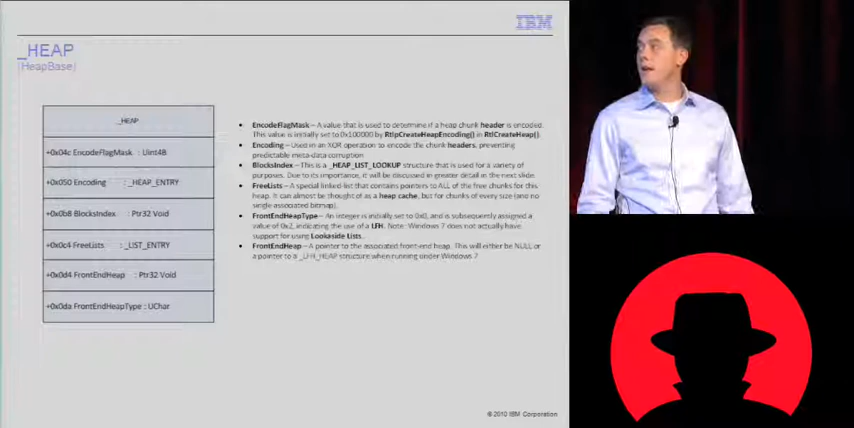 IBM
_HEAP
(HeapBase)
_HEAP
+0x04c EncodeFlagMask : Uint4B
+0x050 Encoding : _HEAP_ENTRY
+0x0b8 BlocksIndex : Ptr32 Void
+0x0c4 FreeLists : _LIST_ENTRY
+0x0d4 FrontEndHeap : Ptr32 Void
+0x0da FrontEndHeapType : UChar
• EncodeFlagMask – A value that is used to determine if a heap chunk header is encoded.
This value is initially set to 0x100000 by RtlpCreateHeapEncoding() in RtlCreateHeap().
• Encoding – Used in an XOR operation to encode the chunk headers, preventing
predictable meta-data corruption
• BlocksIndex – This is a _HEAP_LIST_LOOKUP structure that is used for a variety of
purposes. Due to its importance, it will be discussed in greater detail in the next slide.
• FreeLists – A special linked-list that contains pointers to ALL of the free chunks for this
heap. It can almost be thought of as a heap cache, but for chunks of every size (and no
single associated bitmap).
• FrontEndHeapType – An integer is initially set to 0x0, and is subsequently assigned a
value of 0x2, indicating the use of a LFH. Note: Windows 7 does not actually have
support for using Lookaside Lists.
• FrontEndHeap – A pointer to the associated front-end heap. This will either be NULL or
a pointer to a _LFH_HEAP structure when running under Windows 7
© 2010 IBM Corporation